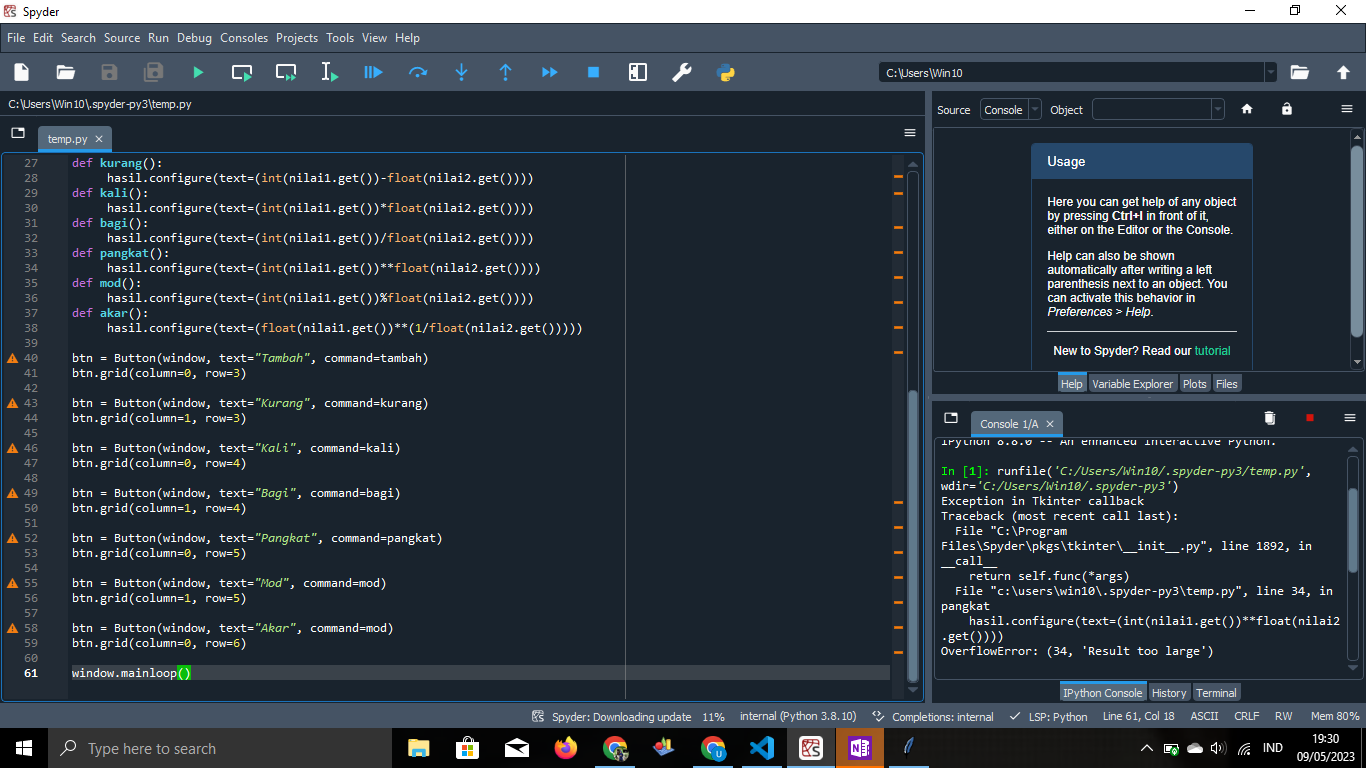 Spyder
File Edit Search Source Run Debug Consoles Projects Tools View Help
C:\Users\Win10
C:\Users\Win10\.spyder-py3\temp.py
temp.py
27 def kurang():
28 hasil.configure(text=(int(nilai1.get())-float(nilai2.get())))
29 def kali():
30 hasil.configure(text=(int(nilai1.get())*float(nilai2.get())))
31 def bagi():
32 hasil.configure(text=(int(nilai1.get())/float(nilai2.get())))
33 def pangkat():
34 hasil.configure(text=(int(nilai1.get())**float(nilai2.get())))
35 def mod():
36 hasil.configure(text=(int(nilai1.get())%float(nilai2.get())))
37 def akar():
38 hasil.configure(text=(float(nilai1.get())**(1/float(nilai2.get()))))
39
40 btn = Button(window, text="Tambah", command=tambah)
41 btn.grid(column=0, row=3)
42
43 btn = Button(window, text="Kurang", command=kurang)
44 btn.grid(column=1, row=3)
45
46 btn = Button(window, text="Kali", command=kali)
47 btn.grid(column=0, row=4)
48
49 btn = Button(window, text="Bagi", command=bagi)
50 btn.grid(column=1, row=4)
51
52 btn = Button(window, text="Pangkat", command=pangkat)
53 btn.grid(column=0, row=5)
54
55 btn = Button(window, text="Mod", command=mod)
56 btn.grid(column=1, row=5)
57
58 btn = Button(window, text="Akar", command=mod)
59 btn.grid(column=0, row=6)
60
61 window.mainloop()
Source Console Object
Usage
Here you can get help of any object
by pressing Ctrl+I in front of it,
either on the Editor or the Console.
Help can also be shown
automatically after writing a left
parenthesis next to an object. You
can activate this behavior in
Preferences > Help.
New to Spyder? Read our tutorial
Help Variable Explorer Plots Files
Console 1/A
IPython 8.8.0 -- An enhanced Interactive Python.
In [1]: runfile('C:/Users/Win10/.spyder-py3/temp.py',
wdir='C:/Users/Win10/.spyder-py3')
Exception in Tkinter callback
Traceback (most recent call last):
File "C:\Program
Files\Spyder\pkgs\tkinter\__init__.py", line 1892, in
__call__
return self.func(*args)
File "c:\users\win10\.spyder-py3\temp.py", line 34, in
pangkat
hasil.configure(text=(int(nilai1.get())**float(nilai2
.get())))
OverflowError: (34, 'Result too large')
IPython Console History Terminal
Spyder: Downloading update 11% internal (Python 3.8.10) Completions: internal LSP: Python Line 61, Col 18 ASCII CRLF RW Mem 80%
Type here to search
IND
19:30
09/05/2023